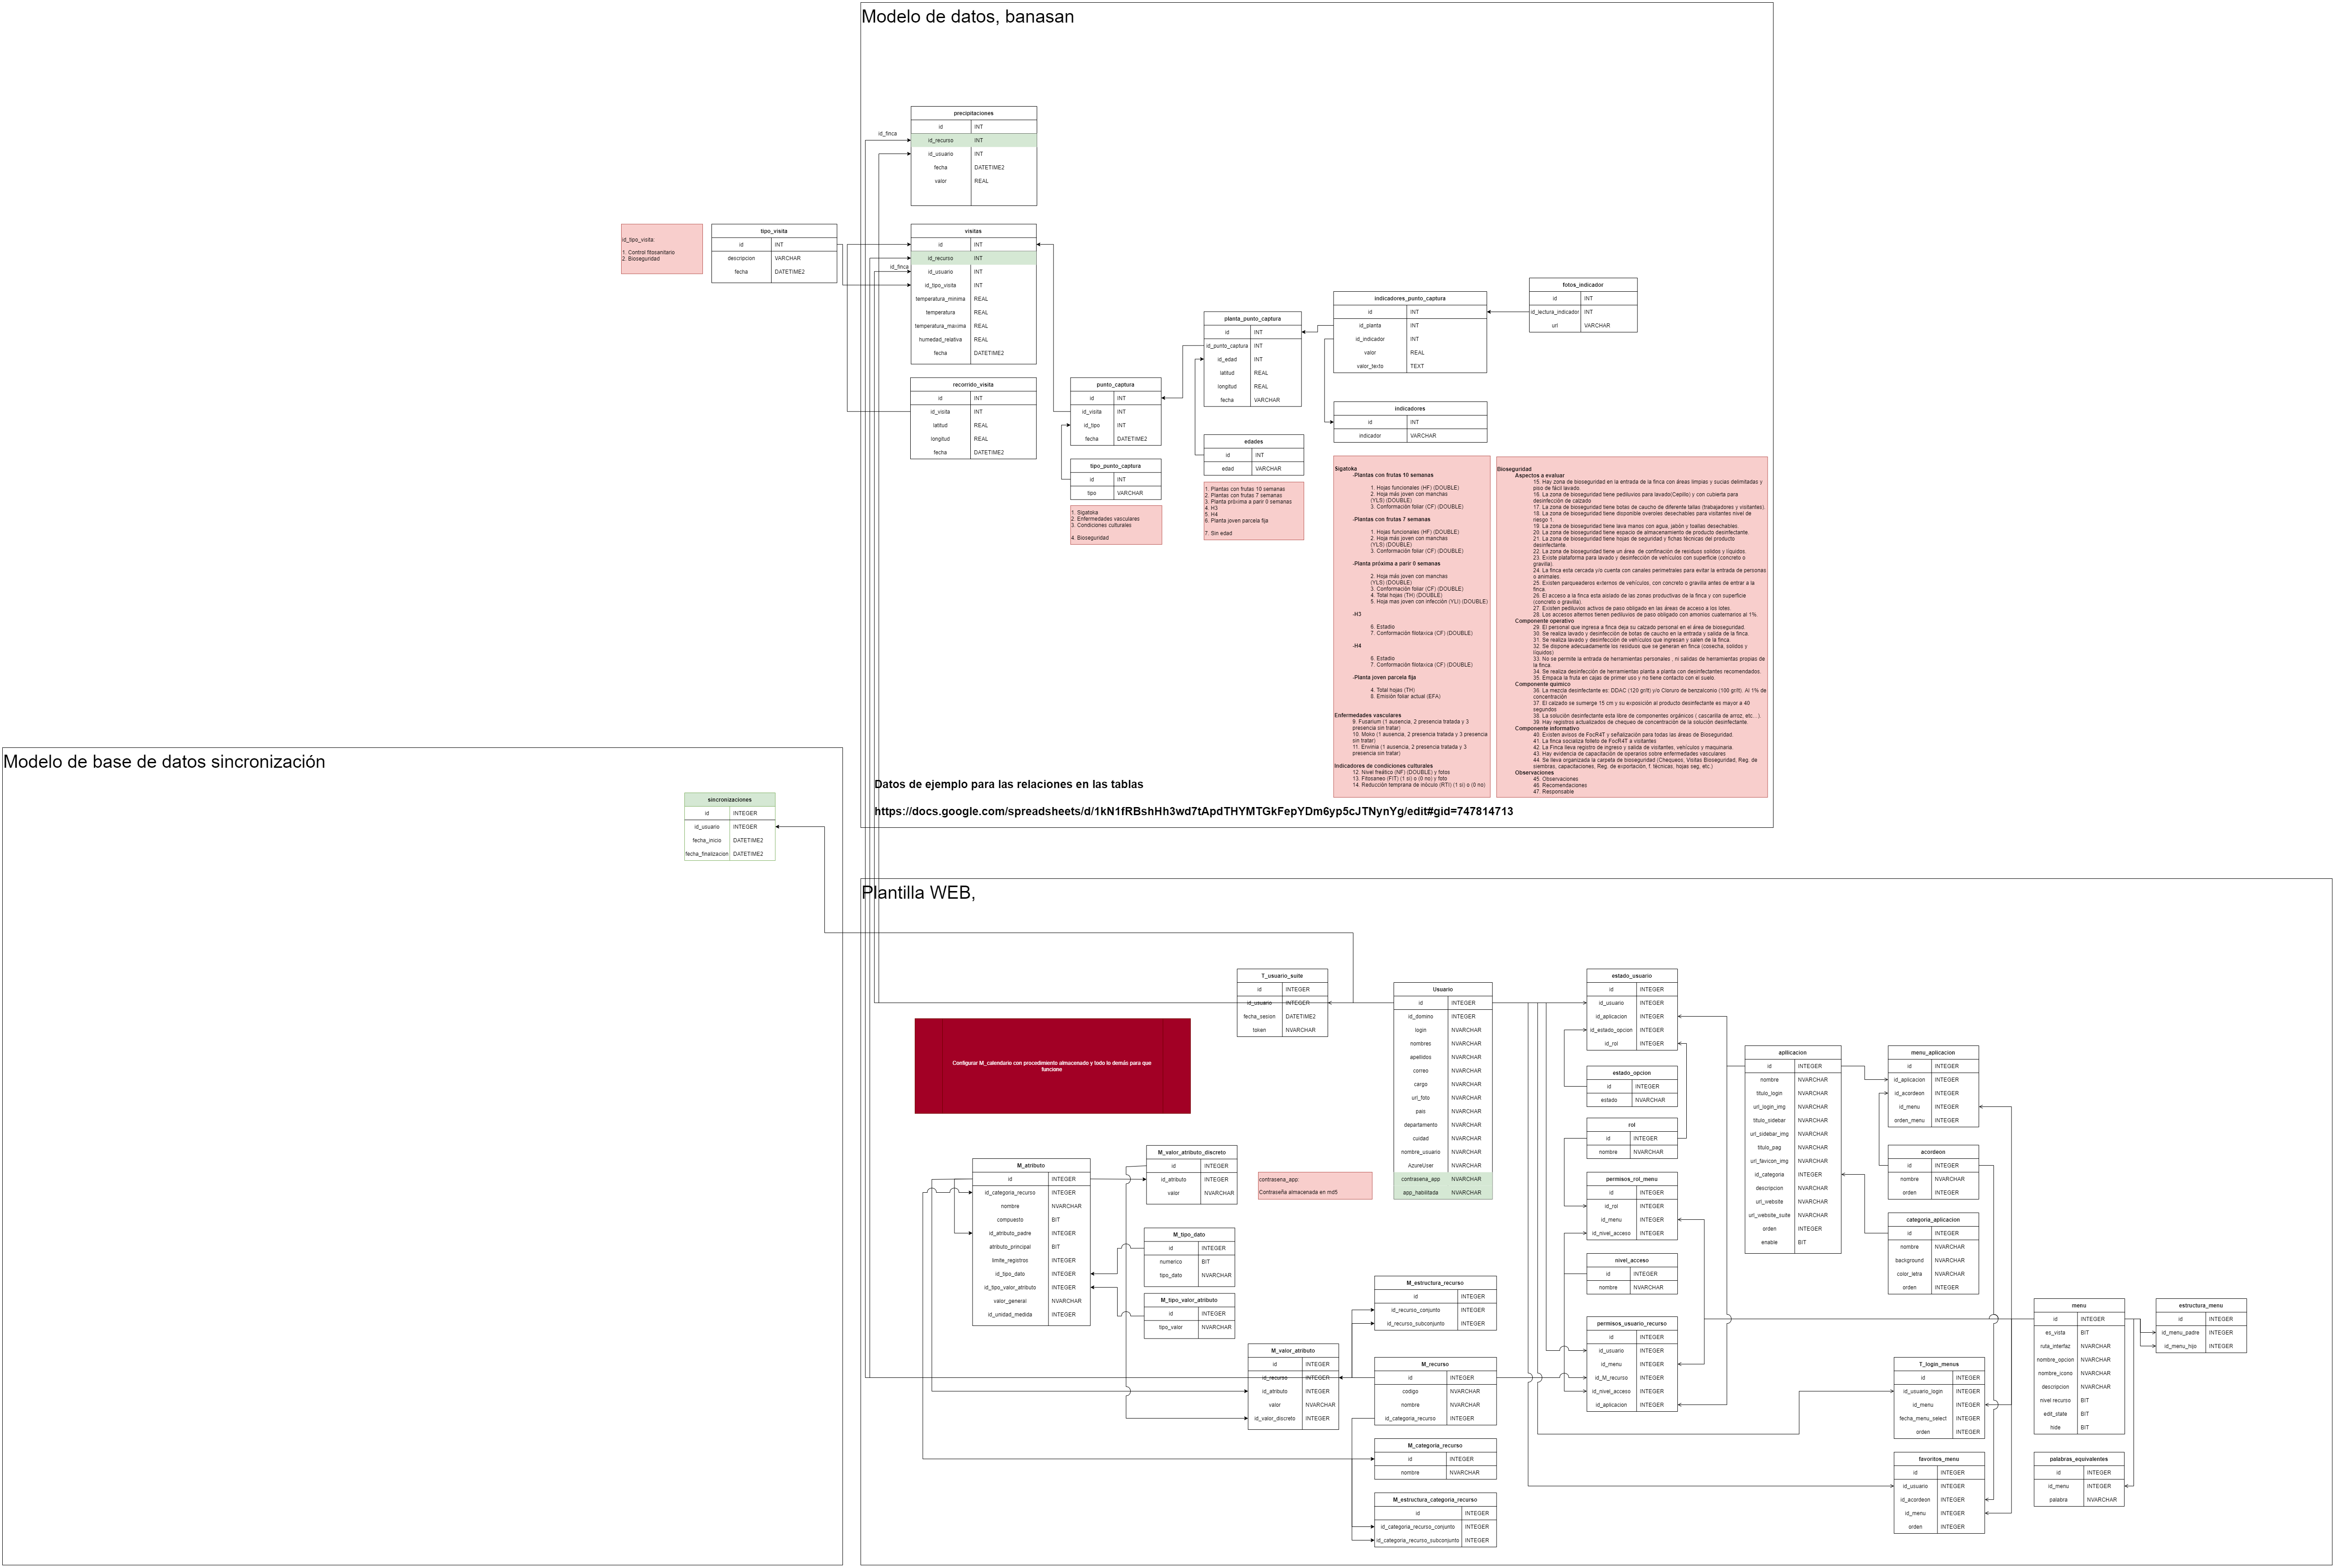 Modelo de datos, banasan
precipitaciones
id INT
id_finca
id_recurso INT
id_usuario INT
fecha DATETIME2
valor REAL
id_tipo_visita:
1. Control fitosanitario
2. Bioseguridad
tipo_visita
id INT
descripcion VARCHAR
fecha DATETIME2
visitas
id INT
id_recurso INT
id_finca
id_usuario INT
id_tipo_visita INT
temperatura_minima REAL
temperatura REAL
temperatura_maxima REAL
humedad_relativa REAL
fecha DATETIME2
recorrido_visita
id INT
id_visita INT
latitud REAL
longitud REAL
fecha DATETIME2
punto_captura
id INT
id_visita INT
id_tipo INT
fecha DATETIME2
tipo_punto_captura
id INT
tipo VARCHAR
1. Sigatoka
2. Enfermedades vasculares
3. Condiciones culturales
4. Bioseguridad
planta_punto_captura
id INT
id_punto_captura INT
id_edad INT
latitud REAL
longitud REAL
fecha VARCHAR
edades
id INT
edad VARCHAR
1. Plantas con frutas 10 semanas
2. Plantas con frutas 7 semanas
3. Planta próxima a parir 0 semanas
4. H3
5. H4
6. Planta joven parcela fija
7. Sin edad
indicadores_punto_captura
id INT
id_planta INT
id_indicador INT
valor REAL
valor_texto TEXT
fotos_indicador
id INT
id_lectura_indicador INT
url VARCHAR
indicadores
id INT
indicador VARCHAR
Sigatoka
-Plantas con frutas 10 semanas
1. Hojas funcionales (HF) (DOUBLE)
2. Hoja más joven con manchas
(YLS) (DOUBLE)
3. Conformación foliar (CF) (DOUBLE)
-Plantas con frutas 7 semanas
1. Hojas funcionales (HF) (DOUBLE)
2. Hoja más joven con manchas
(YLS) (DOUBLE)
3. Conformación foliar (CF) (DOUBLE)
-Planta próxima a parir 0 semanas
2. Hoja más joven con manchas
(YLS) (DOUBLE)
3. Conformación foliar (CF) (DOUBLE)
4. Total hojas (TH) (DOUBLE)
5. Hoja mas joven con infección (YLI) (DOUBLE)
-H3
6. Estadio
7. Conformación filotaxica (CF) (DOUBLE)
-H4
6. Estadio
7. Conformación filotaxica (CF) (DOUBLE)
-Planta joven parcela fija
4. Total hojas (TH)
8. Emisión foliar actual (EFA)
Enfermedades vasculares
9. Fusarium (1 ausencia, 2 presencia tratada y 3
presencia sin tratar)
10. Moko (1 ausencia, 2 presencia tratada y 3 presencia
sin tratar)
11. Erwinia (1 ausencia, 2 presencia tratada y 3
presencia sin tratar)
Indicadores de condiciones culturales
12. Nivel freático (NF) (DOUBLE) y fotos
13. Fitosaneo (FIT) (1 si) o (0 no) y foto
14. Reducción temprana de inóculo (RTI) (1 si) o (0 no)
Bioseguridad
Aspectos a evaluar
15. Hay zona de bioseguridad en la entrada de la finca con áreas limpias y sucias delimitadas y
piso de fácil lavado.
16. La zona de bioseguridad tiene pediluvios para lavado(Cepillo) y con cubierta para
desinfección de calzado
17. La zona de bioseguridad tiene botas de caucho de diferente tallas (trabajadores y visitantes).
18. La zona de bioseguridad tiene disponible overoles desechables para visitantes nivel de
riesgo 1.
19. La zona de bioseguridad tiene lava manos con agua, jabón y toallas desechables.
20. La zona de bioseguridad tiene espacio de almacenamiento de producto desinfectante.
21. La zona de bioseguridad tiene hojas de seguridad y fichas técnicas del producto
desinfectante.
22. La zona de bioseguridad tiene un área de confinación de residuos solidos y líquidos.
23. Existe plataforma para lavado y desinfección de vehículos con superficie (concreto o
gravilla).
24. La finca esta cercada y/o cuenta con canales perimetrales para evitar la entrada de personas
o animales.
25. Existen parqueaderos externos de vehículos, con concreto o gravilla antes de entrar a la
finca.
26. El acceso a la finca esta aislado de las zonas productivas de la finca y con superficie
(concreto o gravilla).
27. Existen pediluvios activos de paso obligado en las áreas de acceso a los lotes.
28. Los accesos alternos tienen pediluvios de paso obligado con amonios cuaternarios al 1%.
Componente operativo
29. El personal que ingresa a finca deja su calzado personal en el área de bioseguridad.
30. Se realiza lavado y desinfección de botas de caucho en la entrada y salida de la finca.
31. Se realiza lavado y desinfección de vehículos que ingresan y salen de la finca.
32. Se dispone adecuadamente los residuos que se generan en finca (cosecha, solidos y
líquidos)
33. No se permite la entrada de herramientas personales , ni salidas de herramientas propias de
la finca.
34. Se realiza desinfección de herramientas planta a planta con desinfectantes recomendados.
35. Empaca la fruta en cajas de primer uso y no tiene contacto con el suelo.
Componente químico
36. La mezcla desinfectante es: DDAC (120 gr/lt) y/o Cloruro de benzalconio (100 gr/lt). Al 1% de
concentración
37. El calzado se sumerge 15 cm y su exposición al producto desinfectante es mayor a 40
segundos
38. La solución desinfectante esta libre de componentes orgánicos ( cascarilla de arroz, etc…).
39. Hay registros actualizados de chequeo de concentración de la solución desinfectante.
Componente informativo
40. Existen avisos de FocR4T y señalización para todas las áreas de Bioseguridad.
41. La finca socializa folleto de FocR4T a visitantes
42. La Finca lleva registro de ingreso y salida de visitantes, vehículos y maquinaria.
43. Hay evidencia de capacitación de operarios sobre enfermedades vasculares
44. Se lleva organizada la carpeta de bioseguridad (Chequeos, Visitas Bioseguridad, Reg. de
siembras, capacitaciones, Reg. de exportación, f. técnicas, hojas seg, etc.)
Observaciones
45. Observaciones
46. Recomendaciones
47. Responsable
Datos de ejemplo para las relaciones en las tablas
https://docs.google.com/spreadsheets/d/1kN1fRBshHh3wd7tApdTHYMTGkFepYDm6yp5cJTNynYg/edit#gid=747814713
Modelo de base de datos sincronización
sincronizaciones
id INTEGER
id_usuario INTEGER
fecha_inicio DATETIME2
fecha_finalizacion DATETIME2
Plantilla WEB,
T_usuario_suite
id INTEGER
id_usuario INTEGER
fecha_sesion DATETIME2
token NVARCHAR
Configurar M_calendario con procedimiento almacenado y todo lo demás para que
funcione
Usuario
id INTEGER
id_domino INTEGER
login NVARCHAR
nombres NVARCHAR
apellidos NVARCHAR
correo NVARCHAR
cargo NVARCHAR
url_foto NVARCHAR
pais NVARCHAR
departamento NVARCHAR
cuidad NVARCHAR
nombre_usuario NVARCHAR
AzureUser NVARCHAR
contrasena_app NVARCHAR
app_habilitada NVARCHAR
contrasena_app:
Contraseña almacenada en md5
estado_usuario
id INTEGER
id_usuario INTEGER
id_aplicacion INTEGER
id_estado_opcion INTEGER
id_rol INTEGER
estado_opcion
id INTEGER
estado NVARCHAR
rol
id INTEGER
nombre NVARCHAR
permisos_rol_menu
id INTEGER
id_rol INTEGER
id_menu INTEGER
id_nivel_acceso INTEGER
nivel_acceso
id INTEGER
nombre NVARCHAR
permisos_usuario_recurso
id INTEGER
id_usuario INTEGER
id_menu INTEGER
id_M_recurso INTEGER
id_nivel_acceso INTEGER
id_aplicacion INTEGER
apllicacion
id INTEGER
nombre NVARCHAR
titulo_login NVARCHAR
url_login_img NVARCHAR
titulo_sidebar NVARCHAR
url_sidebar_img NVARCHAR
titulo_pag NVARCHAR
url_favicon_img NVARCHAR
id_categoria INTEGER
descripcion NVARCHAR
url_website NVARCHAR
url_website_suite NVARCHAR
orden INTEGER
enable BIT
menu_aplicacion
id INTEGER
id_aplicacion INTEGER
id_acordeon INTEGER
id_menu INTEGER
orden_menu INTEGER
acordeon
id INTEGER
nombre NVARCHAR
orden INTEGER
categoria_aplicacion
id INTEGER
nombre NVARCHAR
background NVARCHAR
color_letra NVARCHAR
orden INTEGER
menu
id INTEGER
es_vista BIT
ruta_interfaz NVARCHAR
nombre_opcion NVARCHAR
nombre_icono NVARCHAR
descripcion NVARCHAR
nivel recurso BIT
edit_state BIT
hide BIT
estructura_menu
id INTEGER
id_menu_padre INTEGER
id_menu_hijo INTEGER
T_login_menus
id INTEGER
id_usuario_login INTEGER
id_menu INTEGER
fecha_menu_select INTEGER
orden INTEGER
favoritos_menu
id INTEGER
id_usuario INTEGER
id_acordeon INTEGER
id_menu INTEGER
orden INTEGER
palabras_equivalentes
id INTEGER
id_menu INTEGER
palabra NVARCHAR
M_atributo
id INTEGER
id_categoria_recurso INTEGER
nombre NVARCHAR
compuesto BIT
id_atributo_padre INTEGER
atributo_principal BIT
limite_registros INTEGER
id_tipo_dato INTEGER
id_tipo_valor_atributo INTEGER
valor_general NVARCHAR
id_unidad_medida INTEGER
M_valor_atributo_discreto
id INTEGER
id_atributo INTEGER
valor NVARCHAR
M_tipo_dato
id INTEGER
numerico BIT
tipo_dato NVARCHAR
M_tipo_valor_atributo
id INTEGER
tipo_valor NVARCHAR
M_valor_atributo
id INTEGER
id_recurso INTEGER
id_atributo INTEGER
valor NVARCHAR
id_valor_discreto INTEGER
M_estructura_recurso
id INTEGER
id_recurso_conjunto INTEGER
id_recurso_subconjunto INTEGER
M_recurso
id INTEGER
codigo NVARCHAR
nombre NVARCHAR
id_categoria_recurso INTEGER
M_categoria_recurso
id INTEGER
nombre NVARCHAR
M_estructura_categoria_recurso
id INTEGER
id_categoria_recurso_conjunto INTEGER
id_categoria_recurso_subconjunto INTEGER